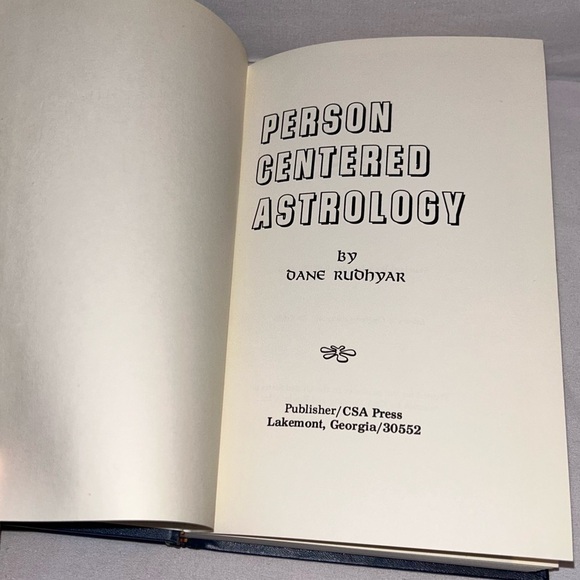 PERSON
CENTERED
ASTROLOGY
by
DANE RUDHYAR
Publisher/CSA Press
Lakemont, Georgia/30552